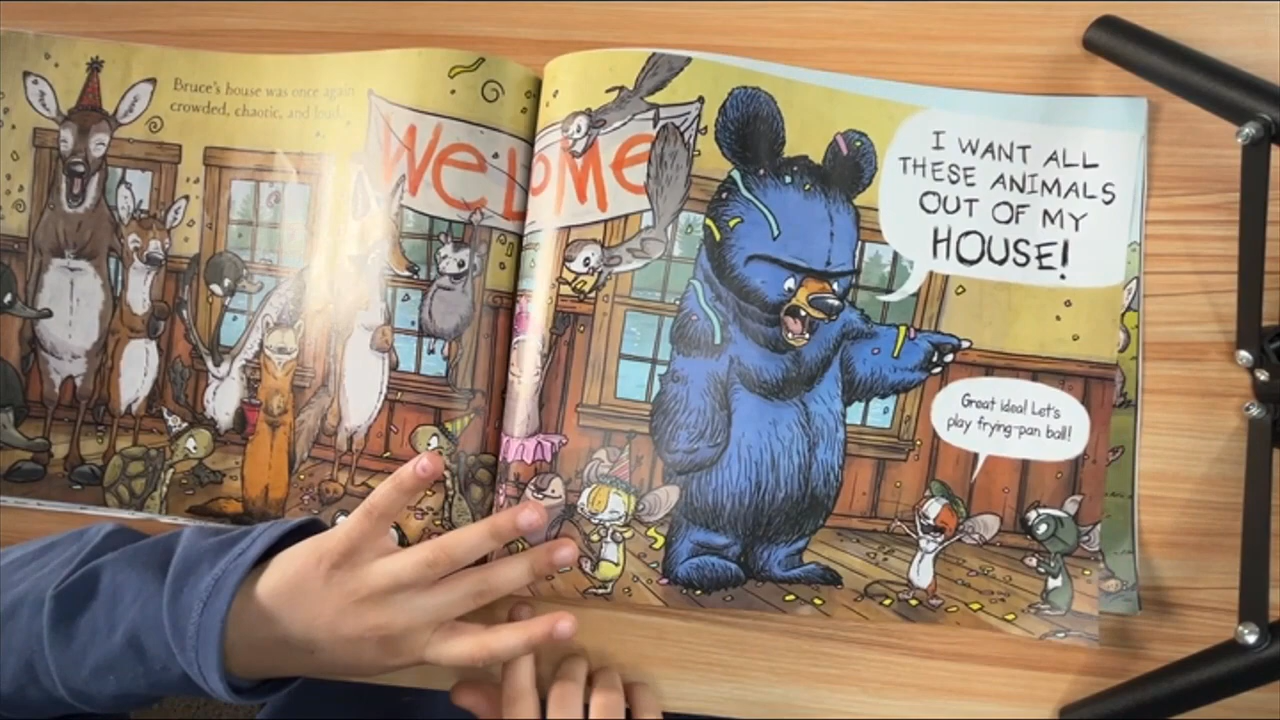 Bruce's house was once again
crowded, chaotic, and loud.
WeLoMe
I WANT ALL
THESE ANIMALS
OUT OF MY
HOUSE!
Great idea! Let's
play frying-pan ball!